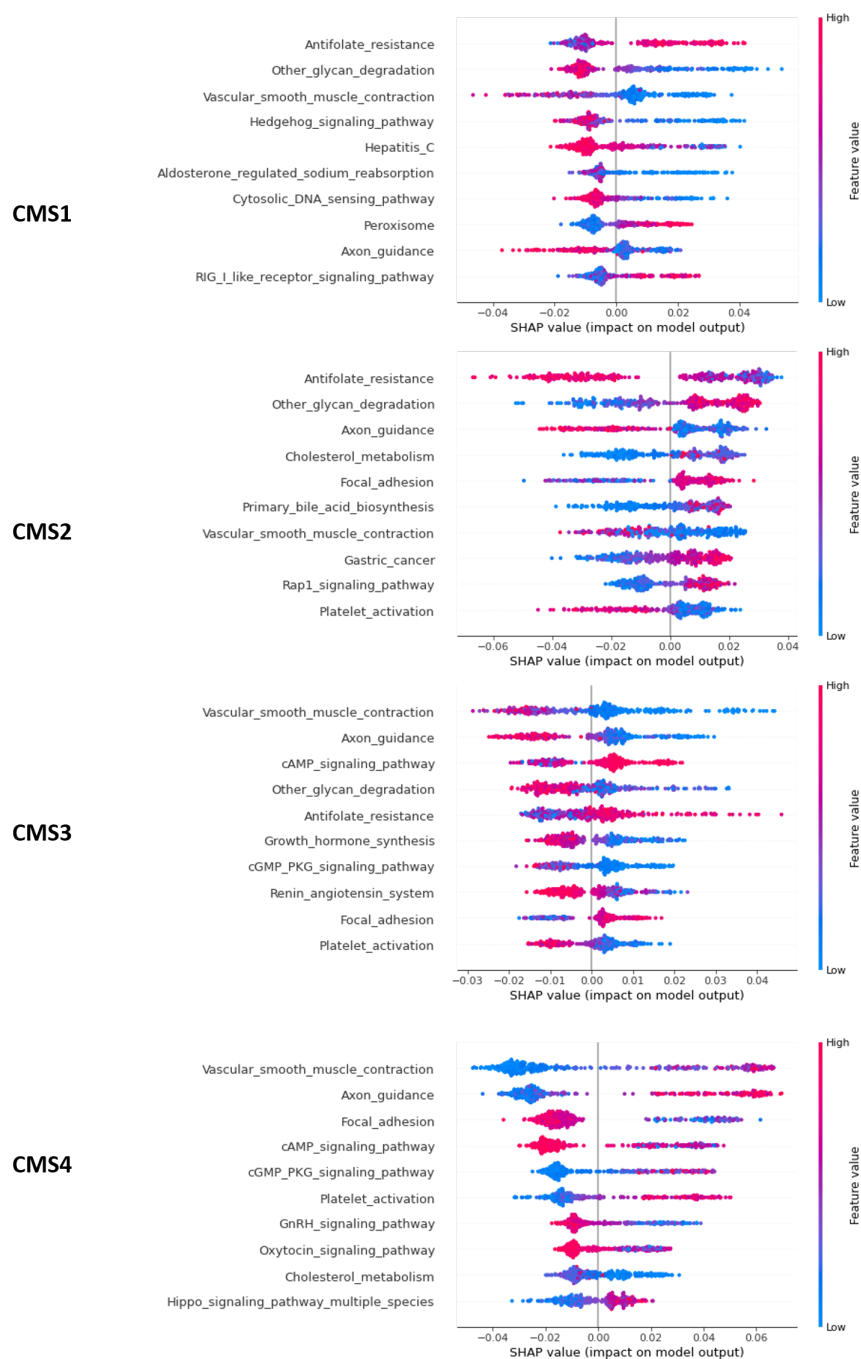 CMS1
High
Antifolate_resistance
Other_glycan_degradation
Vascular_smooth_muscle_contraction
Hedgehog_signaling_pathway
Hepatitis_C
Aldosterone_regulated_sodium_reabsorption
Cytosolic_DNA_sensing_pathway
Peroxisome
Axon_guidance
RIG_I_like_receptor_signaling_pathway
Feature value
Low
−0.04 −0.02 0.00 0.02 0.04
SHAP value (impact on model output)
CMS2
High
Antifolate_resistance
Other_glycan_degradation
Axon_guidance
Cholesterol_metabolism
Focal_adhesion
Primary_bile_acid_biosynthesis
Vascular_smooth_muscle_contraction
Gastric_cancer
Rap1_signaling_pathway
Platelet_activation
Feature value
Low
−0.06 −0.04 −0.02 0.00 0.02 0.04
SHAP value (impact on model output)
CMS3
High
Vascular_smooth_muscle_contraction
Axon_guidance
cAMP_signaling_pathway
Other_glycan_degradation
Antifolate_resistance
Growth_hormone_synthesis
cGMP_PKG_signaling_pathway
Renin_angiotensin_system
Focal_adhesion
Platelet_activation
Feature value
Low
−0.03 −0.02 −0.01 0.00 0.01 0.02 0.03 0.04
SHAP value (impact on model output)
CMS4
High
Vascular_smooth_muscle_contraction
Axon_guidance
Focal_adhesion
cAMP_signaling_pathway
cGMP_PKG_signaling_pathway
Platelet_activation
GnRH_signaling_pathway
Oxytocin_signaling_pathway
Cholesterol_metabolism
Hippo_signaling_pathway_multiple_species
Feature value
Low
−0.04 −0.02 0.00 0.02 0.04 0.06
SHAP value (impact on model output)